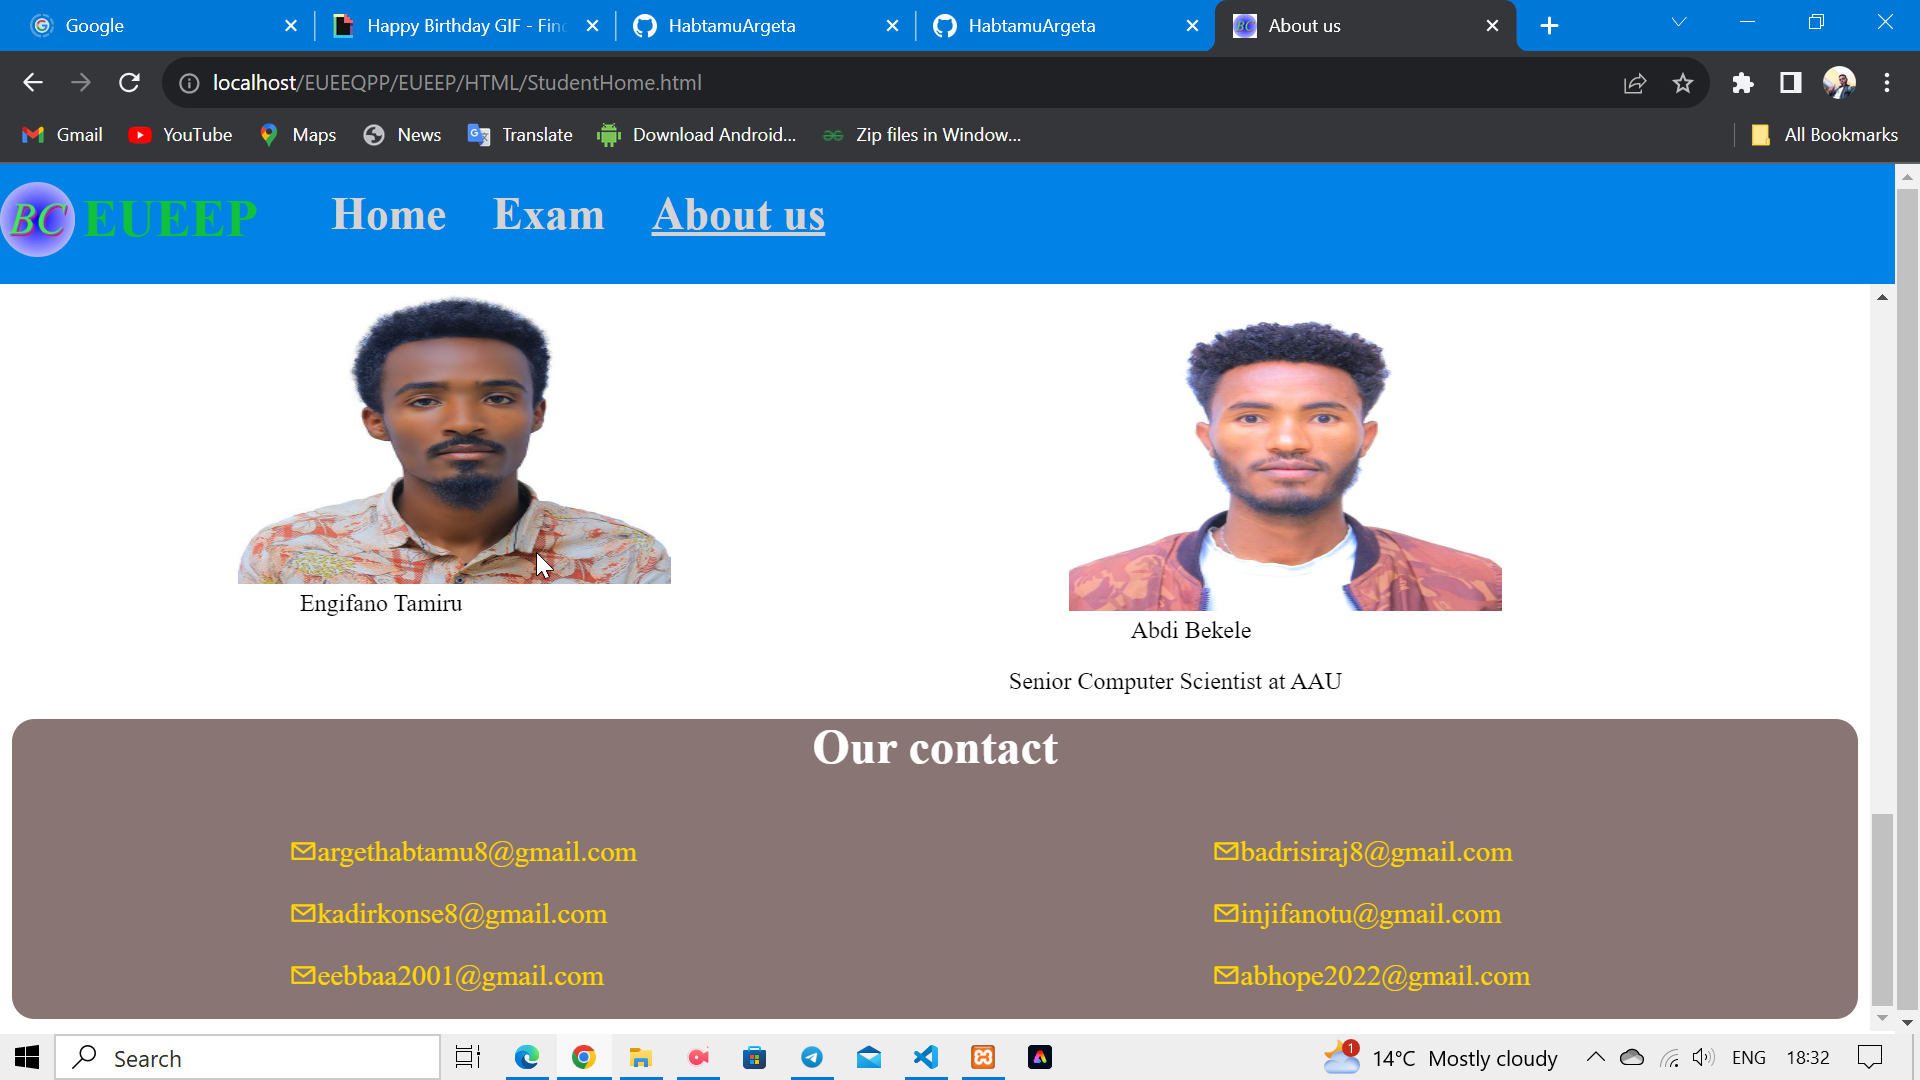 Google
Happy Birthday GIF - Fin
HabtamuArgeta
HabtamuArgeta
About us
localhost/EUEEQPP/EUEEP/HTML/StudentHome.html
Gmail
YouTube
Maps
News
Translate
Download Android...
Zip files in Window...
All Bookmarks
BC EUEEP
Home
Exam
About us
Engifano Tamiru
Abdi Bekele
Senior Computer Scientist at AAU
Our contact
argethabtamu8@gmail.com
badrisiraj8@gmail.com
kadirkonse8@gmail.com
injifanotu@gmail.com
eebbaa2001@gmail.com
abhope2022@gmail.com
Search
1
14°C Mostly cloudy
ENG
18:32